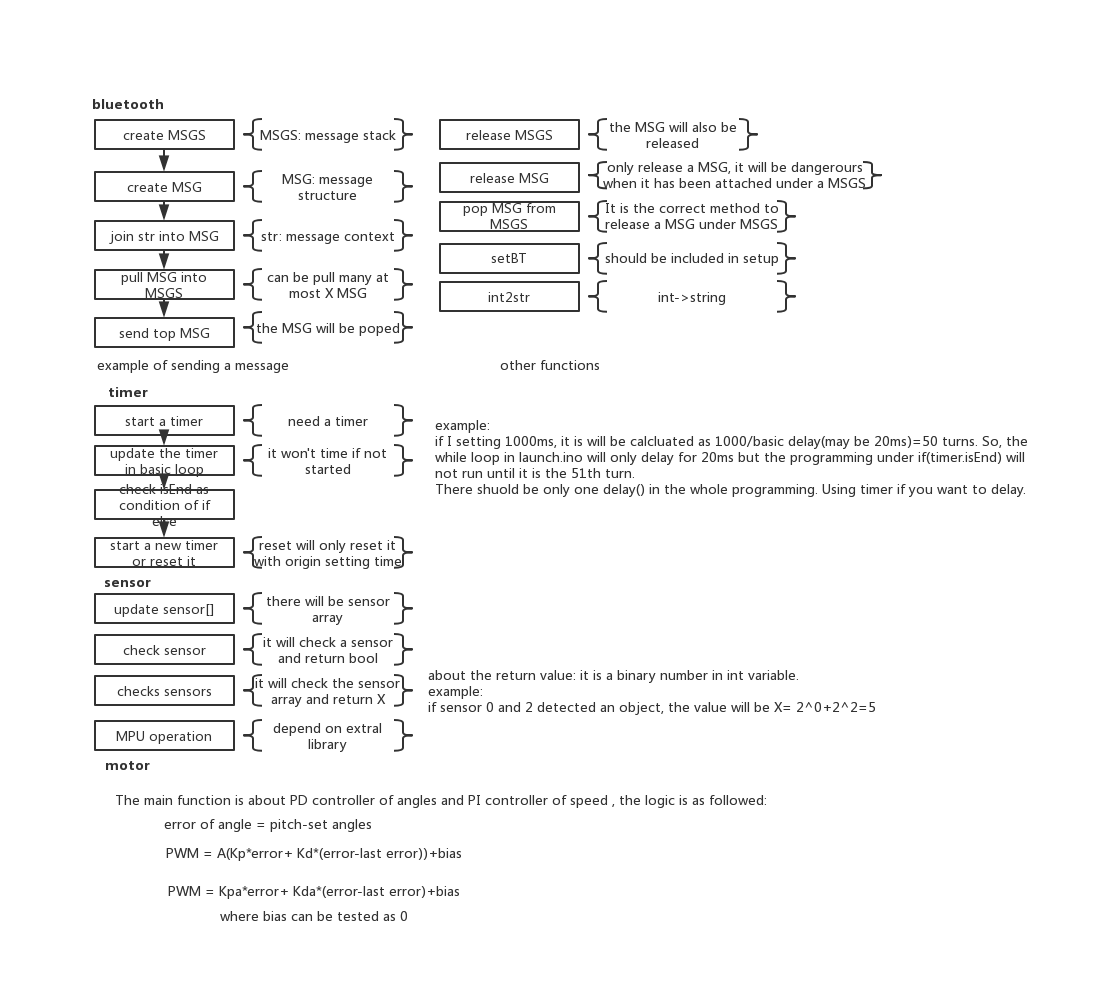 bluetooth
create MSGS
MSGS: message stack
create MSG
MSG: message
structure
join str into MSG
str: message context
pull MSG into
MSGS
can be pull many at
most X MSG
send top MSG
the MSG will be poped
example of sending a message
release MSGS
the MSG will also be
released
release MSG
only release a MSG, it will be dangerours
when it has been attached under a MSGS
pop MSG from
MSGS
It is the correct method to
release a MSG under MSGS
setBT
should be included in setup
int2str
int->string
other functions
timer
start a timer
need a timer
update the timer
in basic loop
it won't time if not
started
check isEnd as
condition of if
else
start a new timer
or reset it
reset will only reset it
with origin setting time
example:
if I setting 1000ms, it is will be calcluated as 1000/basic delay(may be 20ms)=50 turns. So, the
while loop in launch.ino will only delay for 20ms but the programming under if(timer.isEnd) will
not run until it is the 51th turn.
There shuold be only one delay() in the whole programming. Using timer if you want to delay.
sensor
update sensor[]
there will be sensor
array
check sensor
it will check a sensor
and return bool
checks sensors
it will check the sensor
array and return X
about the return value: it is a binary number in int variable.
example:
if sensor 0 and 2 detected an object, the value will be X= 2^0+2^2=5
MPU operation
depend on extral
library
motor
The main function is about PD controller of angles and PI controller of speed , the logic is as followed:
error of angle = pitch-set angles
PWM = A(Kp*error+ Kd*(error-last error))+bias
PWM = Kpa*error+ Kda*(error-last error)+bias
where bias can be tested as 0